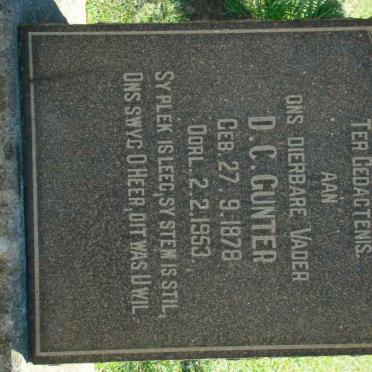 TER GEDAGTENIS.
AAN
ONS DIERBARE VADER
D. C. GUNTER
GEB. 27. 9. 1878
OORL. 2. 2. 1953.
SY PLEK IS LEEG, SY STEM IS STIL,
ONS SWYG O HEER, DIT WAS U WIL.